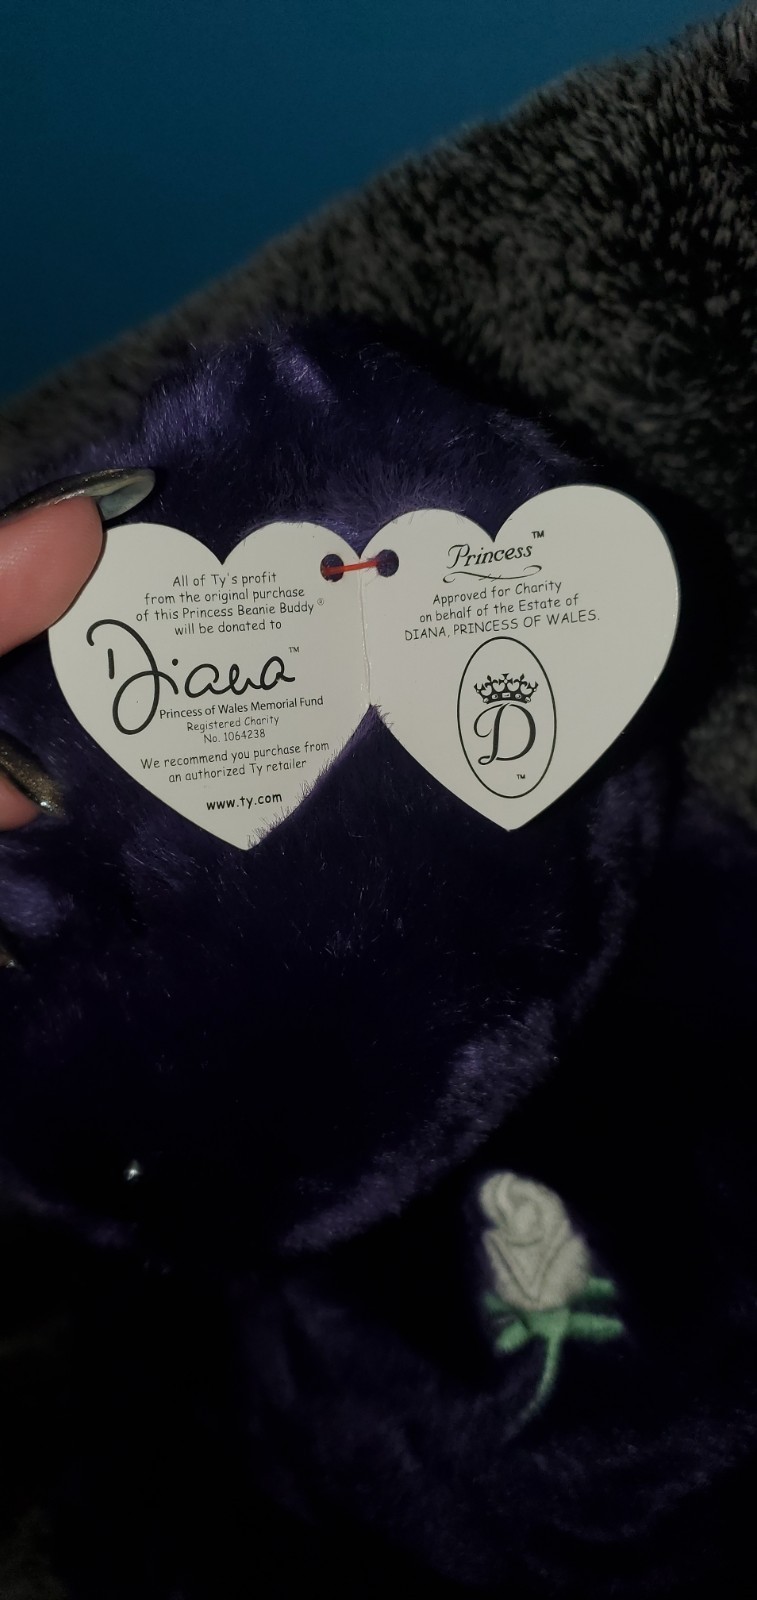 All of Ty's profit
from the original purchase
of this Princess Beanie Buddy®
will be donated to
Diana™
Princess of Wales Memorial Fund
Registered Charity
No. 1064238
We recommend you purchase from
an authorized Ty retailer
www.ty.com
Princess™
Approved for Charity
on behalf of the Estate of
DIANA, PRINCESS OF WALES.
D
™